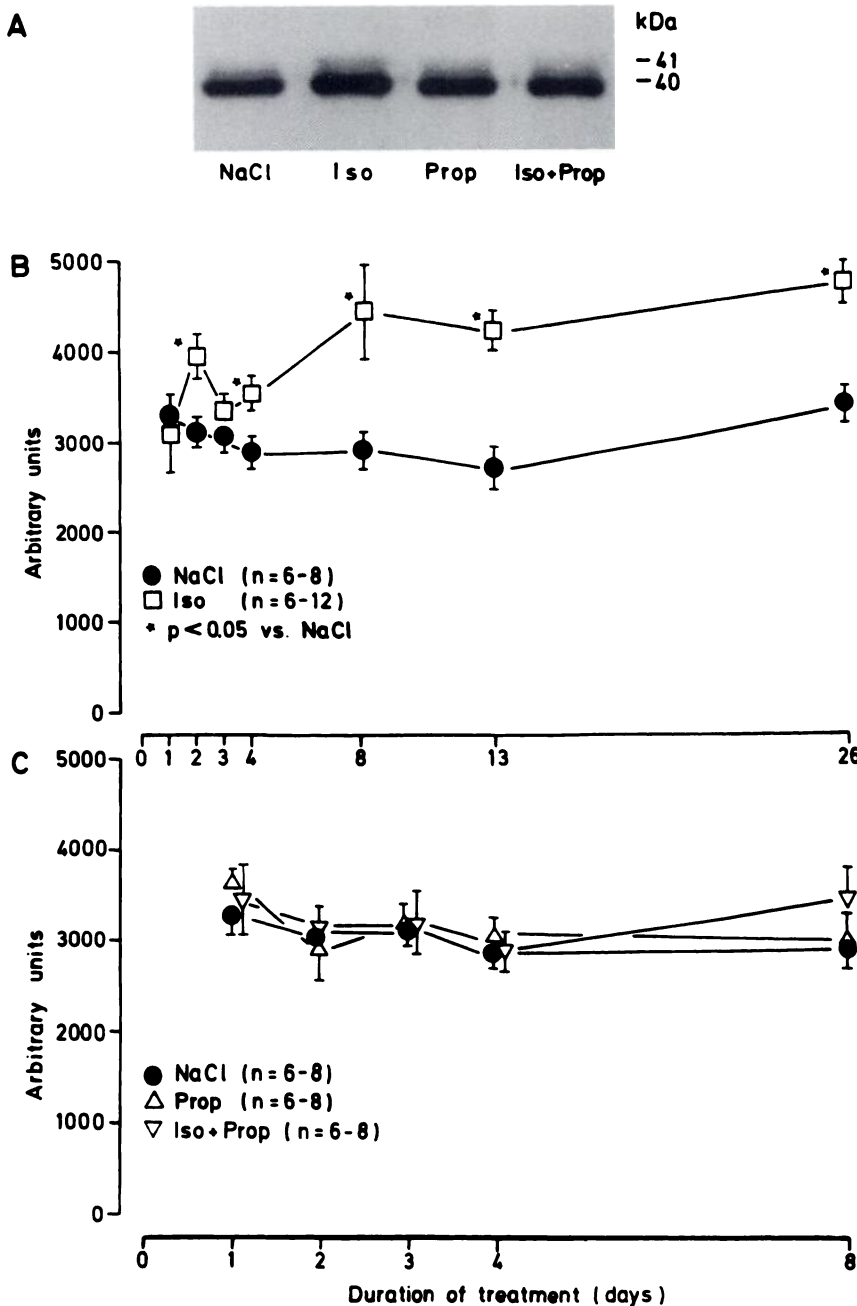 A
kDa
-41
-40
NaCl Iso Prop Iso+Prop
B
5000
4000
3000
2000
1000
0
Arbitrary units
* * * * *
● NaCl (n=6-8)
□ Iso (n=6-12)
* p<0.05 vs. NaCl
0 1 2 3 4 8 13 26
C
5000
4000
3000
2000
1000
0
Arbitrary units
● NaCl (n=6-8)
△ Prop (n=6-8)
▽ Iso+Prop (n=6-8)
0 1 2 3 4 8
Duration of treatment (days)